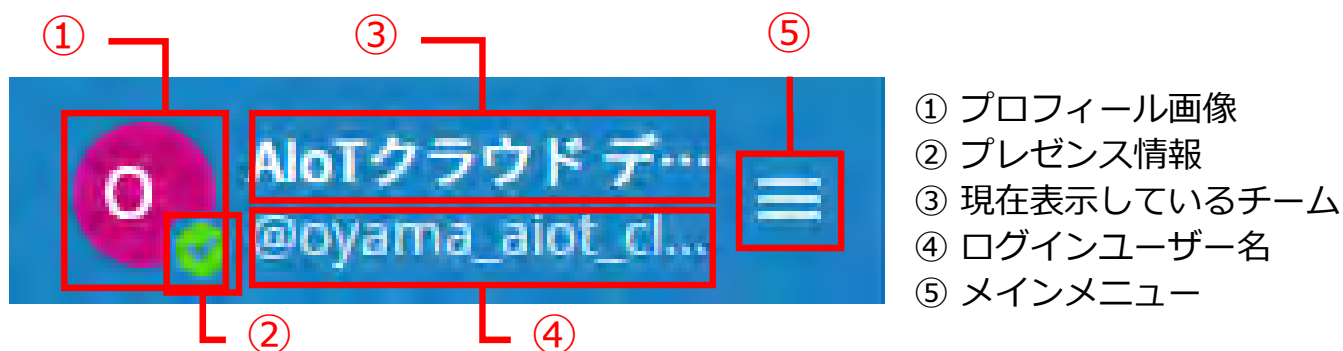 ① ③ ⑤
O
AIoTクラウド デ…
@oyama_aiot_cl...
② ④
① プロフィール画像
② プレゼンス情報
③ 現在表示しているチーム
④ ログインユーザー名
⑤ メインメニュー